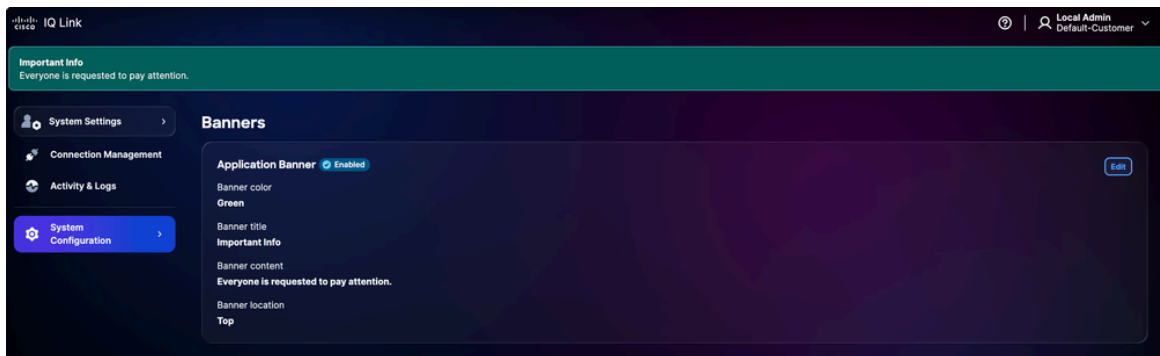 cisco IQ Link
Local Admin
Default-Customer
Important Info
Everyone is requested to pay attention.
System Settings
Connection Management
Activity & Logs
System
Configuration
Banners
Application Banner Enabled
Edit
Banner color
Green
Banner title
Important Info
Banner content
Everyone is requested to pay attention.
Banner location
Top